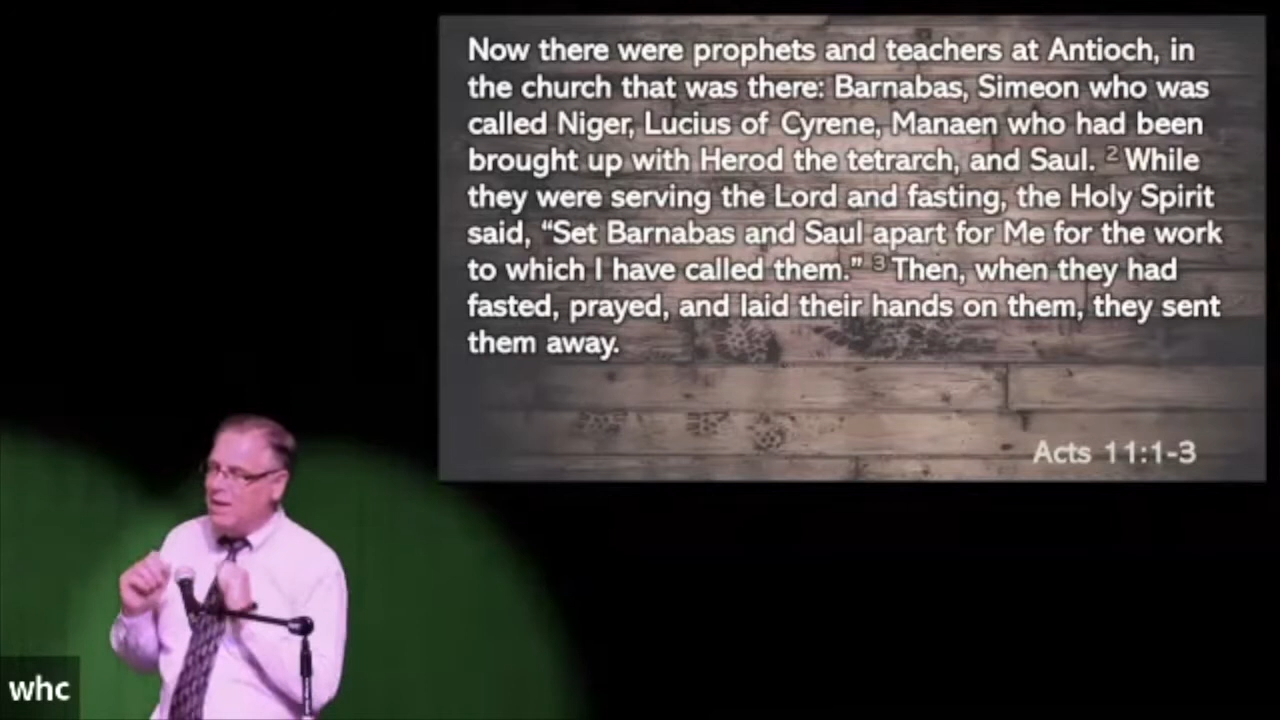 Now there were prophets and teachers at Antioch, in
the church that was there: Barnabas, Simeon who was
called Niger, Lucius of Cyrene, Manaen who had been
brought up with Herod the tetrarch, and Saul. 2 While
they were serving the Lord and fasting, the Holy Spirit
said, “Set Barnabas and Saul apart for Me for the work
to which I have called them.” 3 Then, when they had
fasted, prayed, and laid their hands on them, they sent
them away.
Acts 11:1-3
whc